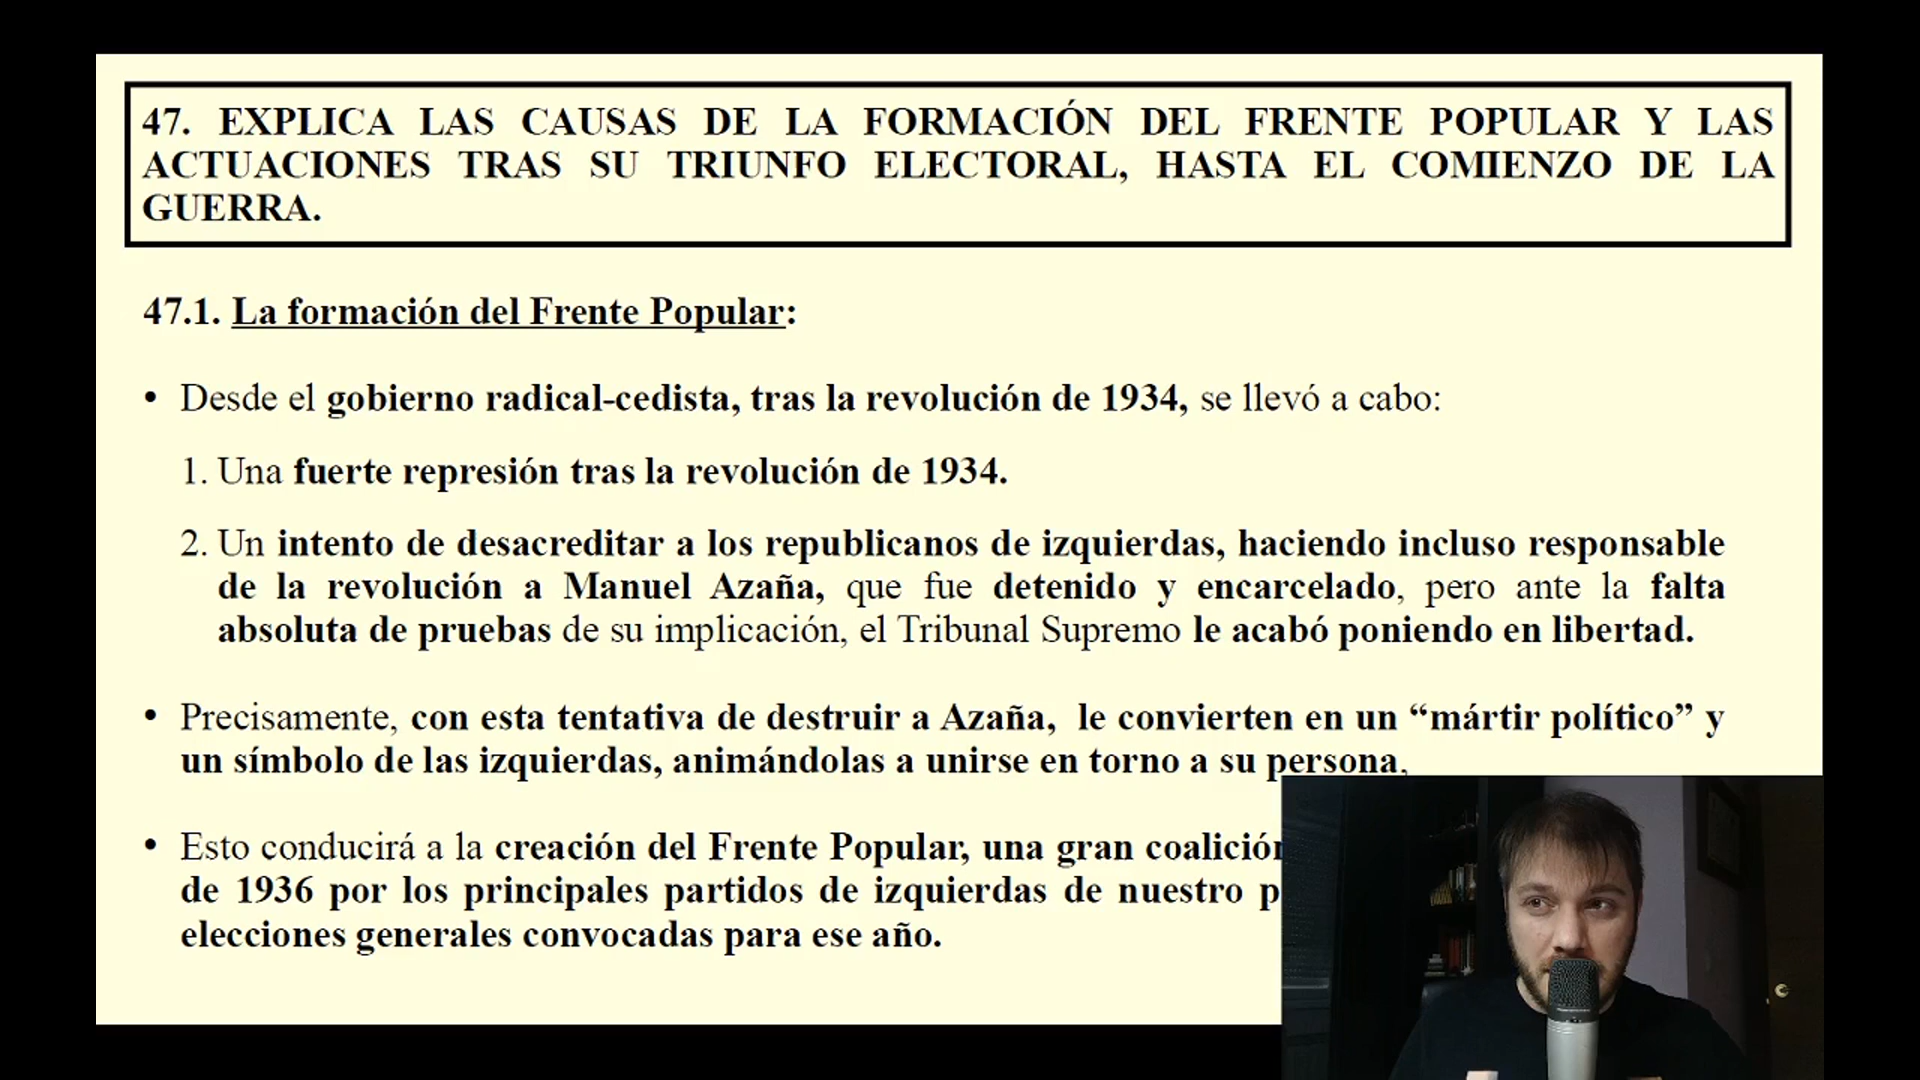 47. EXPLICA LAS CAUSAS DE LA FORMACIÓN DEL FRENTE POPULAR Y LAS
ACTUACIONES TRAS SU TRIUNFO ELECTORAL, HASTA EL COMIENZO DE LA
GUERRA.
47.1. La formación del Frente Popular:
• Desde el gobierno radical-cedista, tras la revolución de 1934, se llevó a cabo:
1. Una fuerte represión tras la revolución de 1934.
2. Un intento de desacreditar a los republicanos de izquierdas, haciendo incluso responsable
de la revolución a Manuel Azaña, que fue detenido y encarcelado, pero ante la falta
absoluta de pruebas de su implicación, el Tribunal Supremo le acabó poniendo en libertad.
• Precisamente, con esta tentativa de destruir a Azaña, le convierten en un “mártir político” y
un símbolo de las izquierdas, animándolas a unirse en torno a su persona,
• Esto conducirá a la creación del Frente Popular, una gran coalición
de 1936 por los principales partidos de izquierdas de nuestro p
elecciones generales convocadas para ese año.